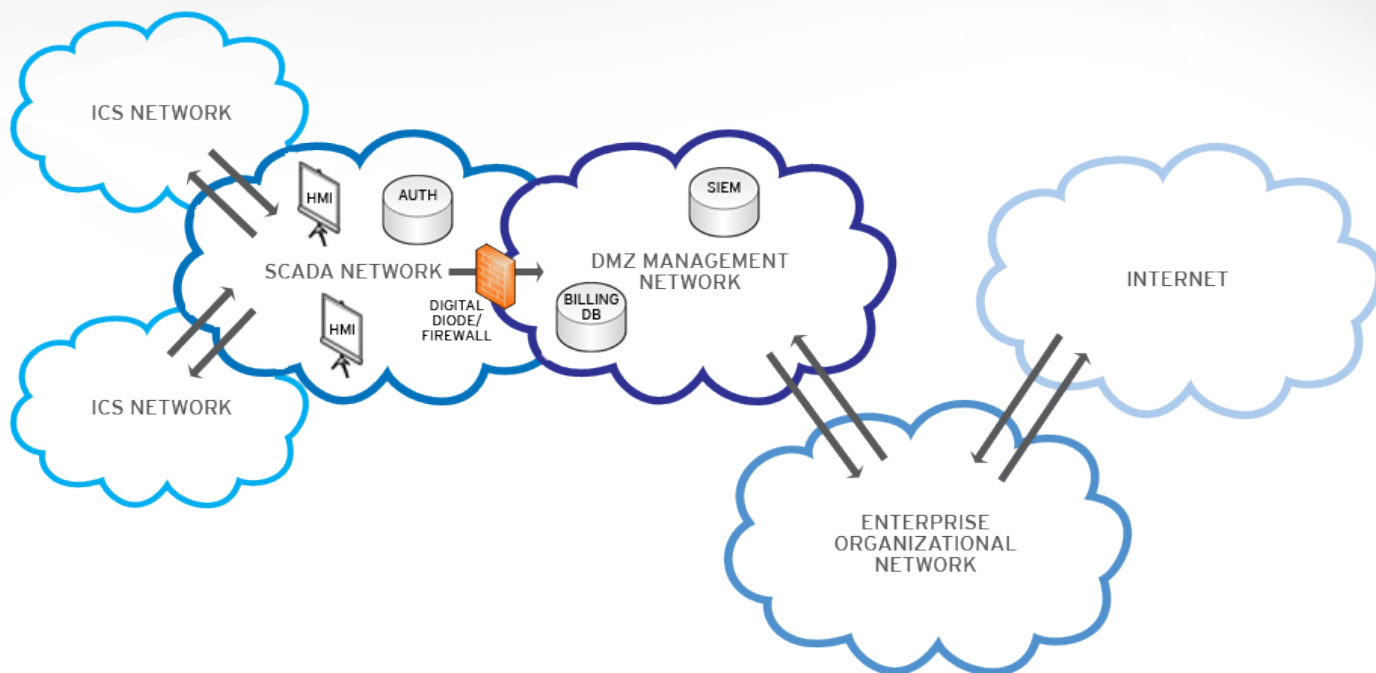 ICS NETWORK
HMI
AUTH
SCADA NETWORK
HMI
DIGITAL
DIODE/
FIREWALL
ICS NETWORK
SIEM
DMZ MANAGEMENT
NETWORK
BILLING
DB
INTERNET
ENTERPRISE
ORGANIZATIONAL
NETWORK